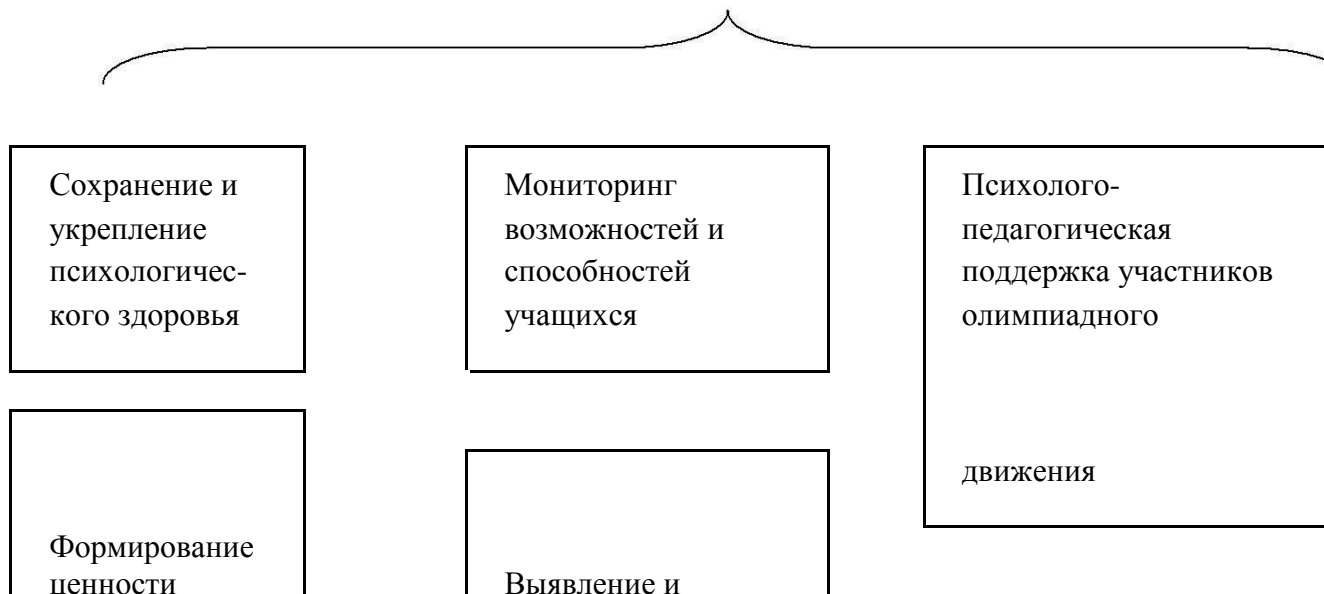 Сохранение и
укрепление
психологичес-
кого здоровья
Мониторинг
возможностей и
способностей
учащихся
Психолого-
педагогическая
поддержка участников
олимпиадного
движения
Формирование
ценности
Выявление и